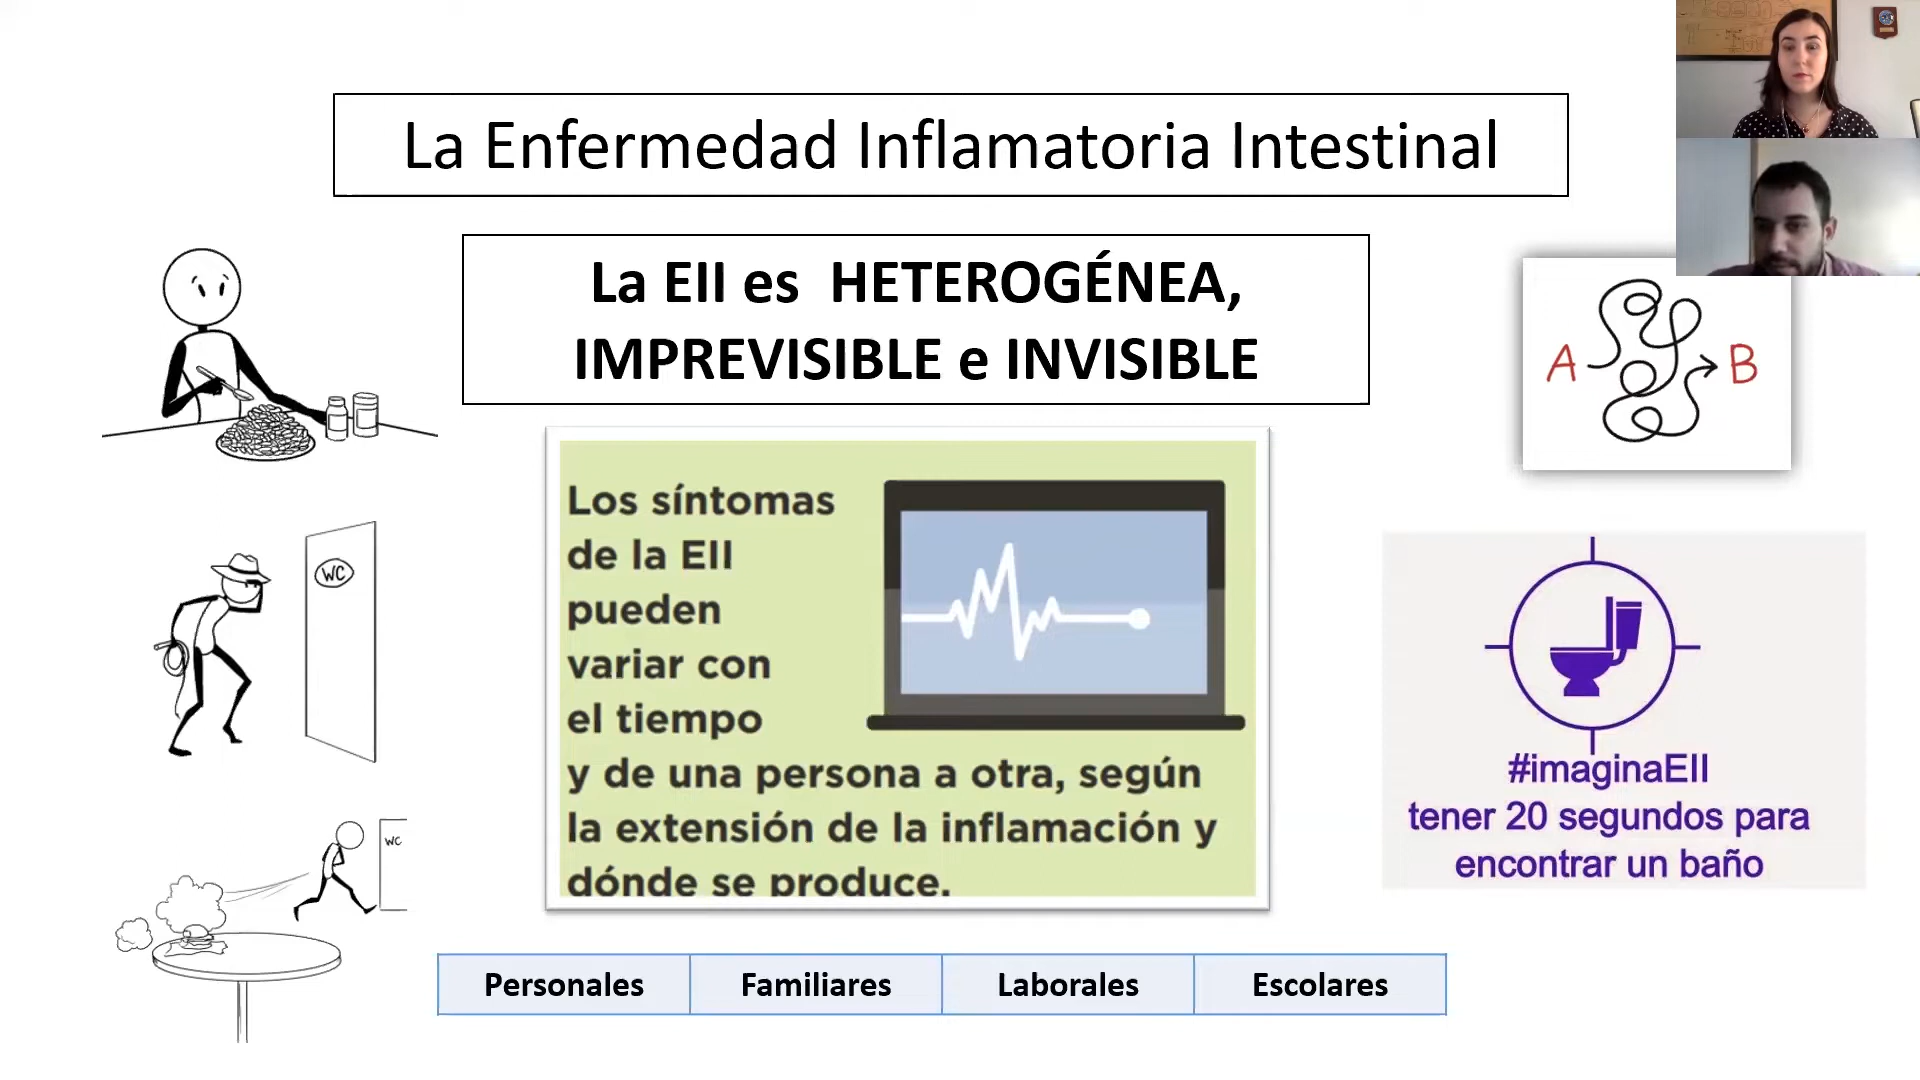 La Enfermedad Inflamatoria Intestinal
La EII es HETEROGÉNEA,
IMPREVISIBLE e INVISIBLE
A
B
Los síntomas
de la EII
pueden
variar con
el tiempo
y de una persona a otra, según
la extensión de la inflamación y
dónde se produce.
WC
WC
#imaginaEII
tener 20 segundos para
encontrar un baño
Personales
Familiares
Laborales
Escolares